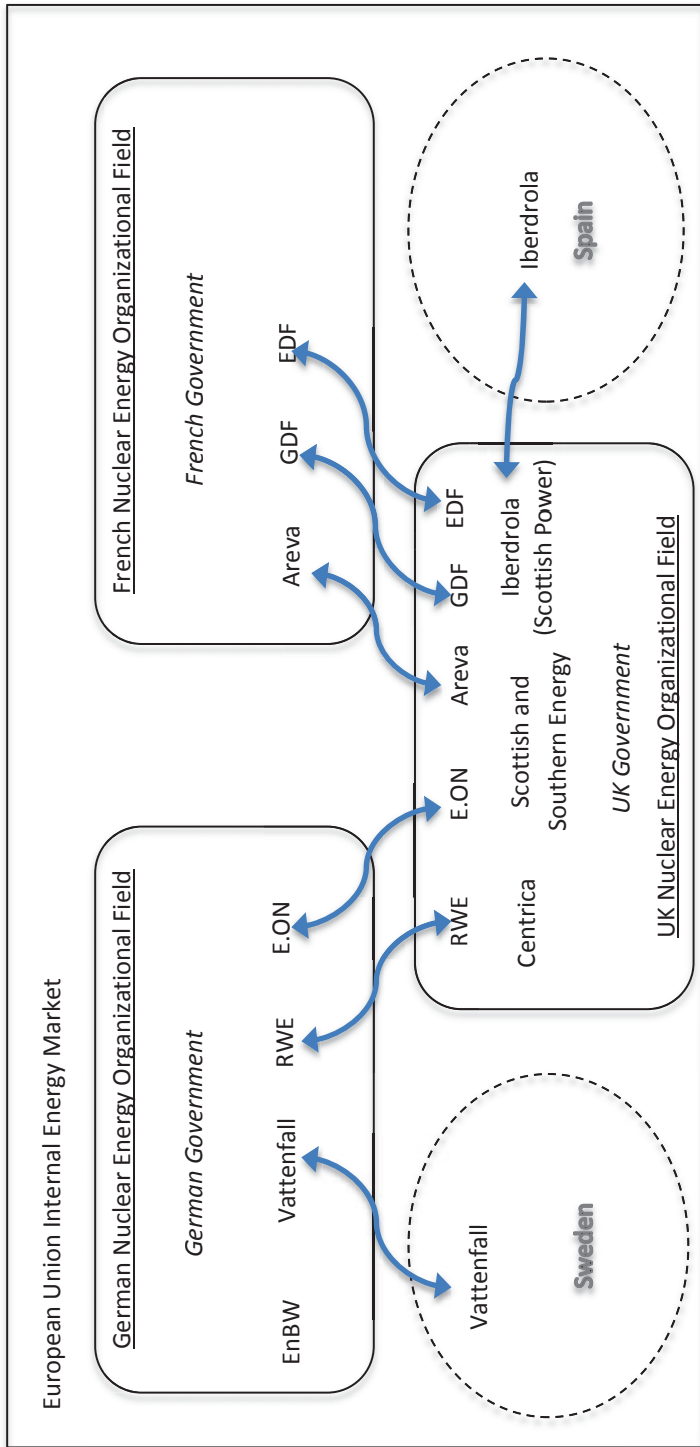 European Union Internal Energy Market
German Nuclear Energy Organizational Field
German Government
EnBW
Vattenfall
RWE
E.ON
French Nuclear Energy Organizational Field
French Government
Areva
GDF
EDF
Vattenfall
Sweden
RWE
E.ON
Areva
GDF
EDF
Centrica
Scottish and
Southern Energy
Iberdrola
(Scottish Power)
UK Government
UK Nuclear Energy Organizational Field
Iberdrola
Spain